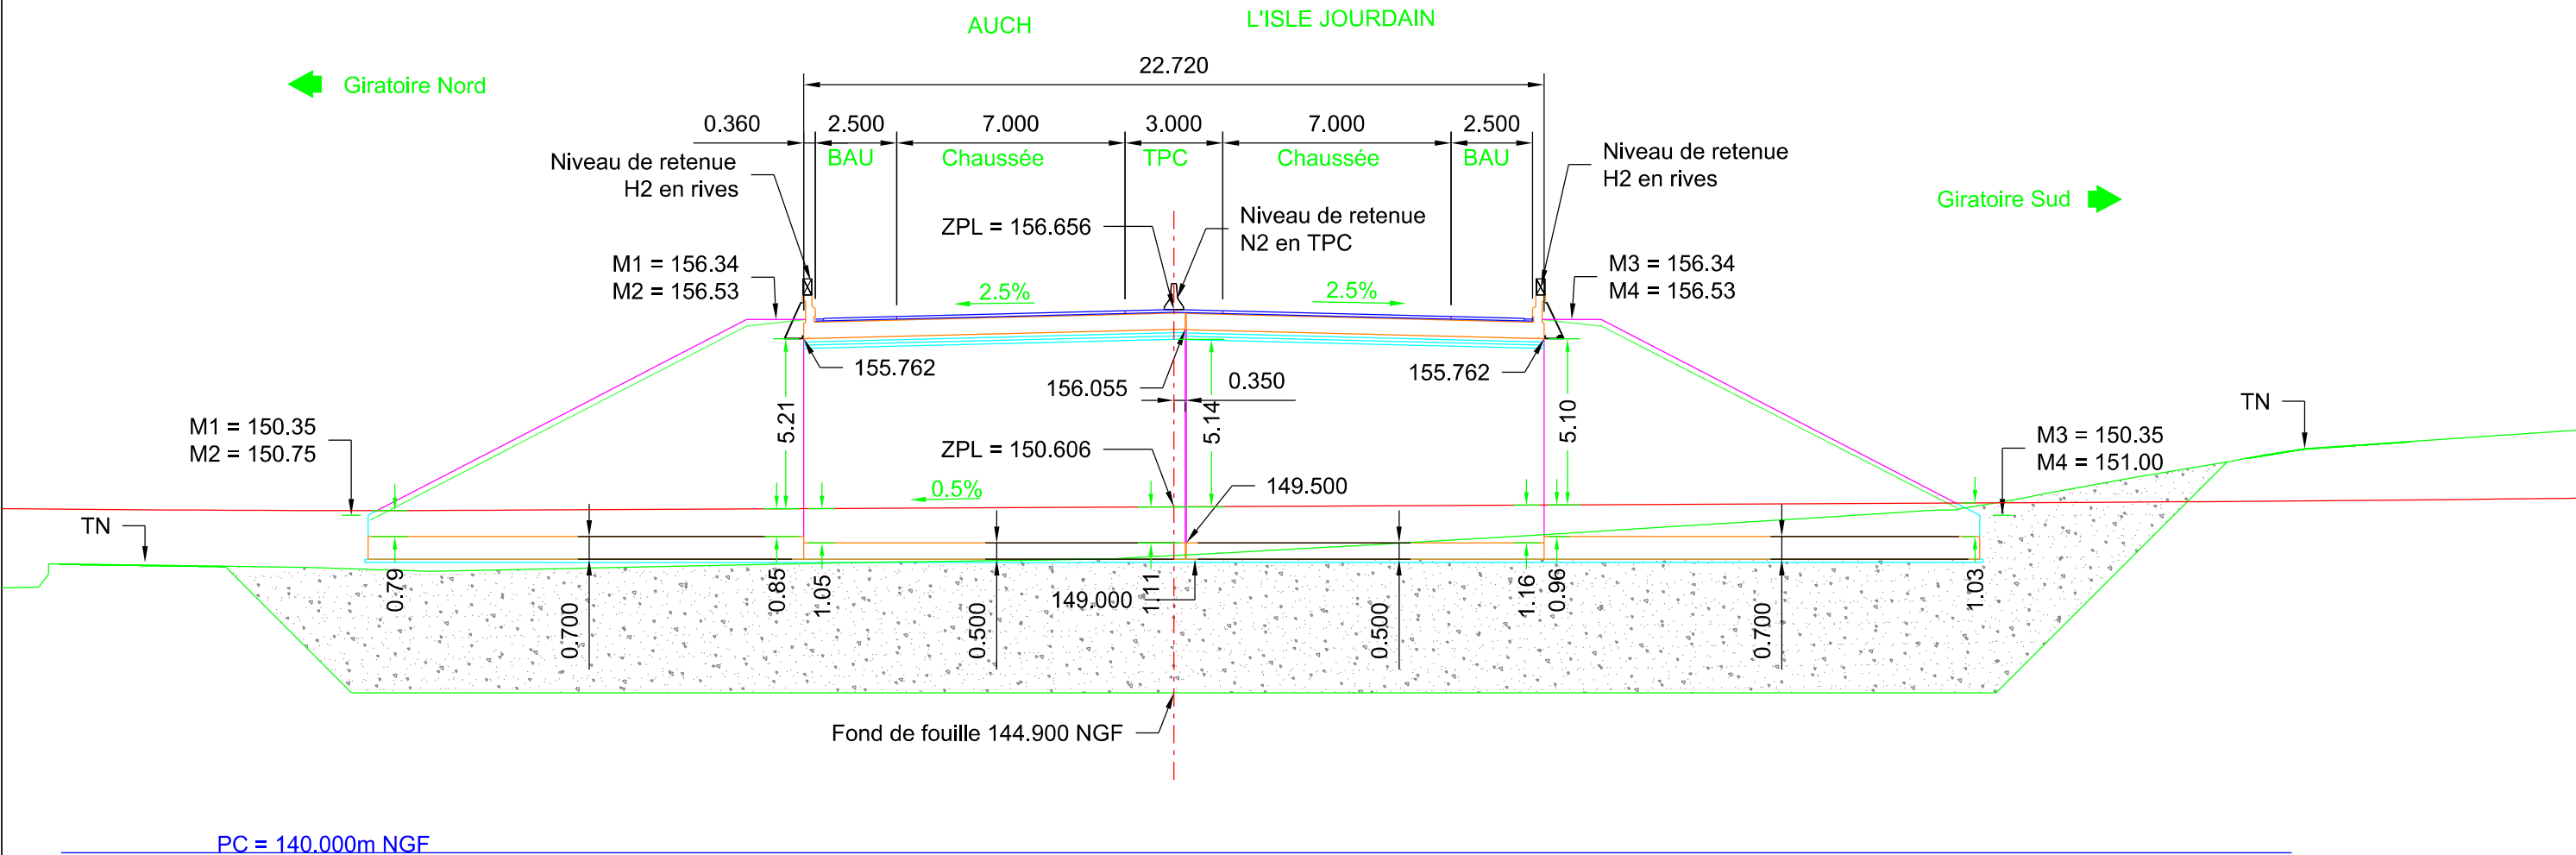 AUCH
L'ISLE JOURDAIN
22.720
Giratoire Nord
0.360
2.500
7.000
3.000
7.000
2.500
BAU
Chaussée
TPC
Chaussée
BAU
Niveau de retenue
H2 en rives
Niveau de retenue
H2 en rives
Giratoire Sud
ZPL = 156.656
Niveau de retenue
N2 en TPC
M1 = 156.34
M2 = 156.53
M3 = 156.34
M4 = 156.53
2.5%
2.5%
155.762
156.055
0.350
155.762
5.21
5.14
5.10
TN
M1 = 150.35
M2 = 150.75
ZPL = 150.606
M3 = 150.35
M4 = 151.00
0.5%
149.500
TN
0.79
0.700
0.85
1.05
0.500
149.000
1.11
0.500
1.16
0.96
0.700
1.03
Fond de fouille 144.900 NGF
PC = 140.000m NGF